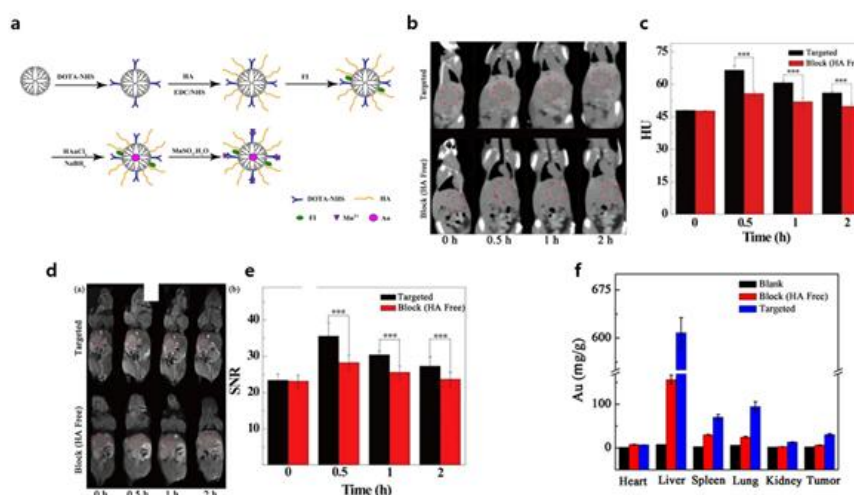 a
DOTA-NHS
HA
EDC/NHS
FI
HAuCl4
NaBH4
MnSO4·H2O
DOTA-NHS HA
FI Mn2+ Au
b
Targeted
Block (HA Free)
0 h 0.5 h 1 h 2 h
c
Targeted
Block (HA Free)
***
***
***
75
60
45
30
15
0
HU
0 0.5 1 2
Time (h)
d
(a) (b)
Targeted
Block (HA Free)
0 h 0.5 h 1 h 2 h
e
Targeted
Block (HA Free)
***
***
***
40
30
20
10
0
SNR
0 0.5 1 2
Time (h)
f
Blank
Block (HA Free)
Targeted
675
600
100
0
Au (mg/g)
Heart Liver Spleen Lung Kidney Tumor